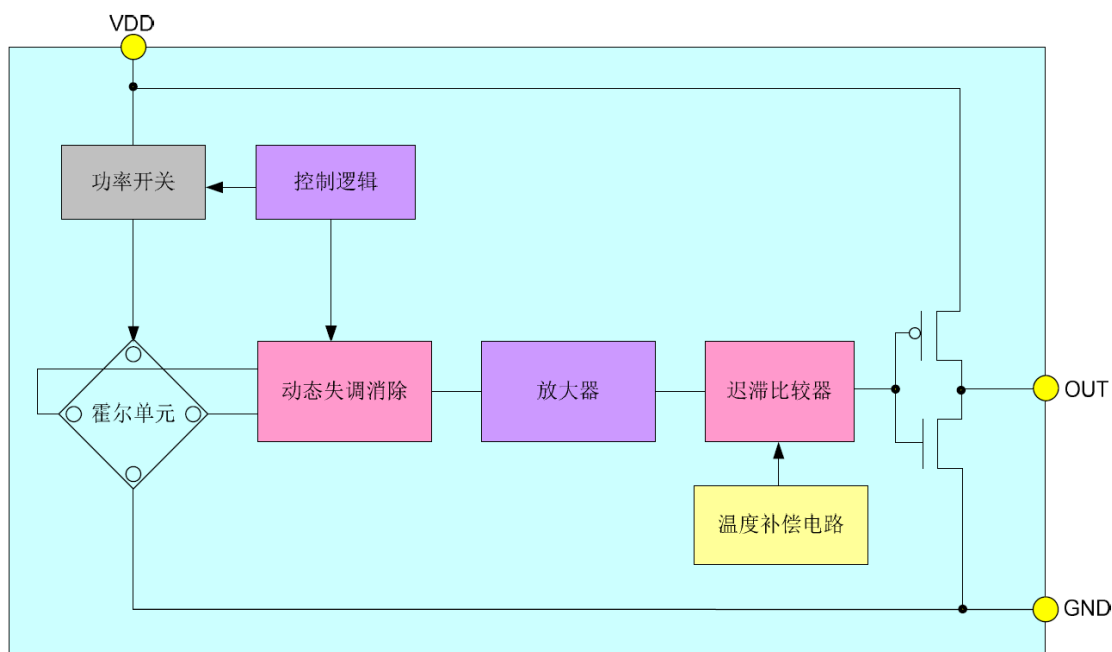 VDD
功率开关
控制逻辑
霍尔单元
动态失调消除
放大器
迟滞比较器
OUT
温度补偿电路
GND